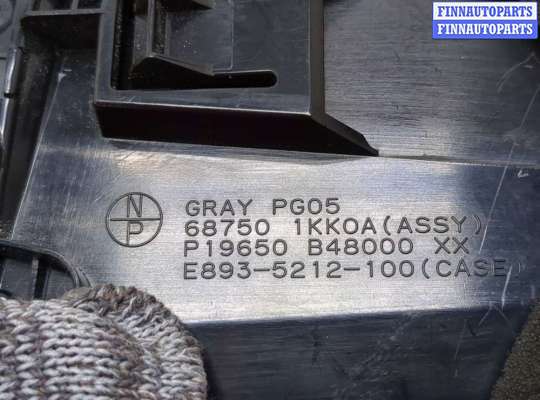 FINNAUTOPARTS
FINNAUTOPARTS
N
P
GRAY PG05
68750 1KK0A(ASSY)
P19650 B48000 XX
E893-5212-100(CASE)